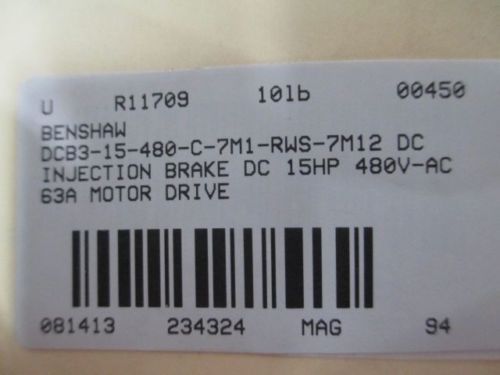 U R11709 10lb 00450
BENSHAW
DCB3-15-480-C-7M1-RWS-7M12 DC
INJECTION BRAKE DC 15HP 480V-AC
63A MOTOR DRIVE
081413 234324 MAG 94